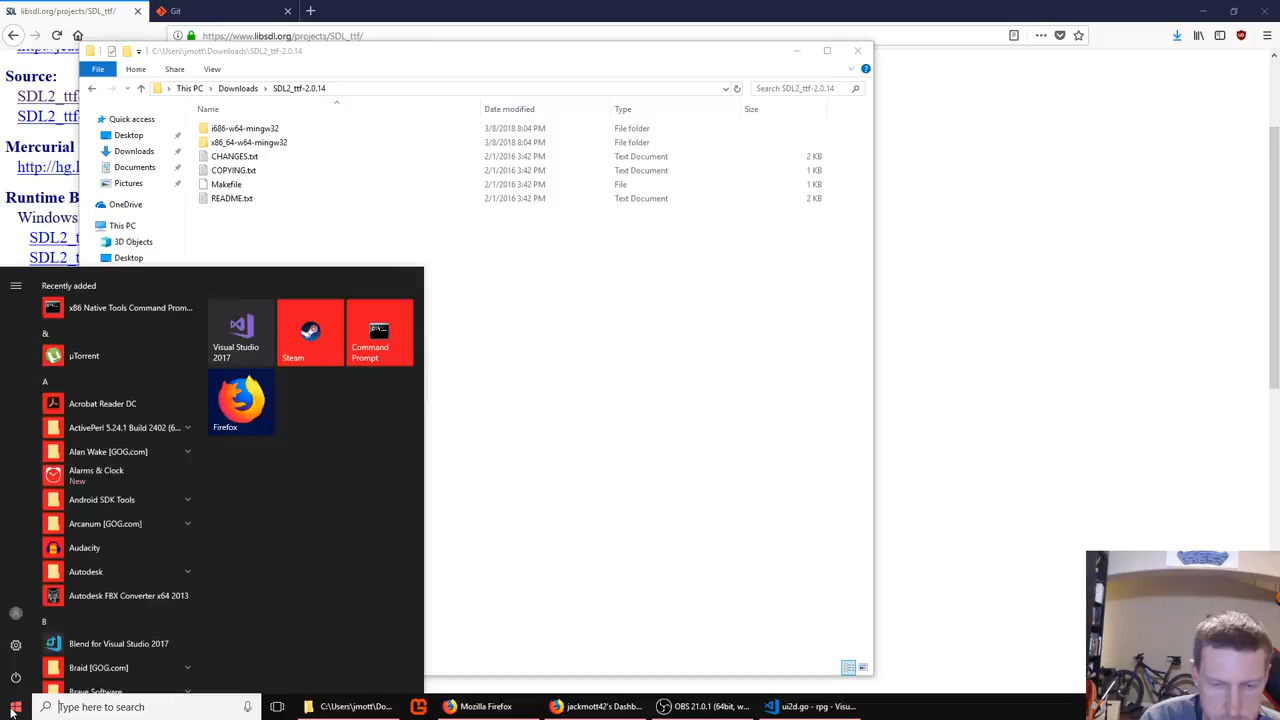 SDL libsdl.org/projects/SDL_ttf/
Git
https://www.libsdl.org/projects/SDL_ttf/
C:\Users\jmott\Downloads\SDL2_ttf-2.0.14
File Home Share View
This PC Downloads SDL2_ttf-2.0.14 Search SDL2_ttf-2.0.14
Source:
SDL2_ttf
SDL2_ttf-
Mercurial
http://hg.l
Runtime B
Windows
SDL2_t
SDL2_t
Quick access
Desktop
Downloads
Documents
Pictures
OneDrive
This PC
3D Objects
Desktop
Name Date modified Type Size
i686-w64-mingw32 3/8/2018 8:04 PM File folder
x86_64-w64-mingw32 3/8/2018 8:04 PM File folder
CHANGES.txt 2/1/2016 3:42 PM Text Document 2 KB
COPYING.txt 2/1/2016 3:42 PM Text Document 1 KB
Makefile 2/1/2016 3:42 PM File 1 KB
README.txt 2/1/2016 3:42 PM Text Document 2 KB
Recently added
x86 Native Tools Command Prom...
&
µTorrent
A
Acrobat Reader DC
ActivePerl 5.24.1 Build 2402 (6...
Alan Wake [GOG.com]
Alarms & Clock
New
Android SDK Tools
Arcanum [GOG.com]
Audacity
Autodesk
Autodesk FBX Converter x64 2013
B
Blend for Visual Studio 2017
Braid [GOG.com]
Brave Software
Visual Studio
2017
Steam
Command
Prompt
Firefox
Type here to search
C:\Users\jmott\Do...
Mozilla Firefox
jackmott42's Dashb...
OBS 21.0.1 (64bit, w...
ui2d.go - rpg - Visu...